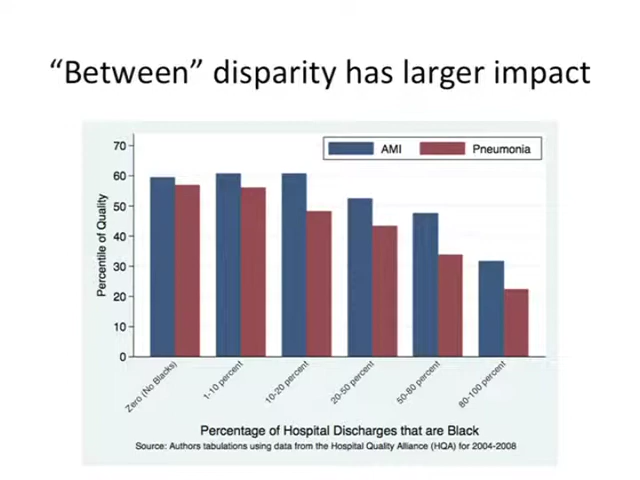 “Between” disparity has larger impact
AMI
Pneumonia
Percentile of Quality
70
60
50
40
30
20
10
0
Zero (No Blacks)
1-10 percent
10-20 percent
20-50 percent
50-80 percent
80-100 percent
Percentage of Hospital Discharges that are Black
Source: Authors tabulations using data from the Hospital Quality Alliance (HQA) for 2004-2008